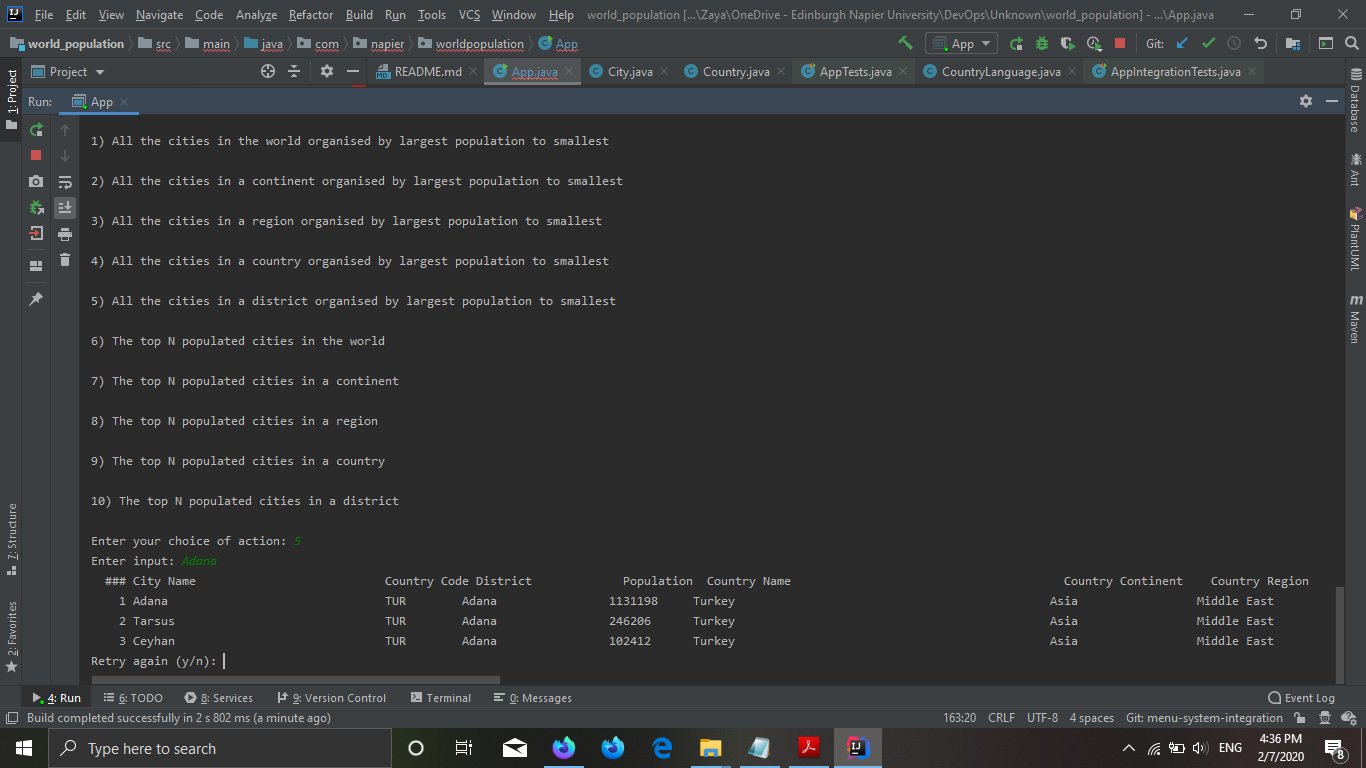 File Edit View Navigate Code Analyze Refactor Build Run Tools VCS Window Help world_population [...\Zaya\OneDrive - Edinburgh Napier University\DevOps\Unknown\world_population] - ...\App.java
world_population src main java com napier worldpopulation App App Git:
1: Project Project README.md App.java City.java Country.java AppTests.java CountryLanguage.java AppIntegrationTests.java Database
Run: App
1) All the cities in the world organised by largest population to smallest
2) All the cities in a continent organised by largest population to smallest
Ant
3) All the cities in a region organised by largest population to smallest
PlantUML
4) All the cities in a country organised by largest population to smallest
5) All the cities in a district organised by largest population to smallest
m Maven
6) The top N populated cities in the world
7) The top N populated cities in a continent
8) The top N populated cities in a region
9) The top N populated cities in a country
10) The top N populated cities in a district
7: Structure
Enter your choice of action: 5
Enter input: Adana
### City Name Country Code District Population Country Name Country Continent Country Region
1 Adana TUR Adana 1131198 Turkey Asia Middle East
2 Tarsus TUR Adana 246206 Turkey Asia Middle East
3 Ceyhan TUR Adana 102412 Turkey Asia Middle East
2: Favorites
Retry again (y/n):
4: Run 6: TODO 8: Services 9: Version Control Terminal 0: Messages Event Log
Build completed successfully in 2 s 802 ms (a minute ago) 163:20 CRLF UTF-8 4 spaces Git: menu-system-integration
Type here to search ENG 4:36 PM
2/7/2020 8